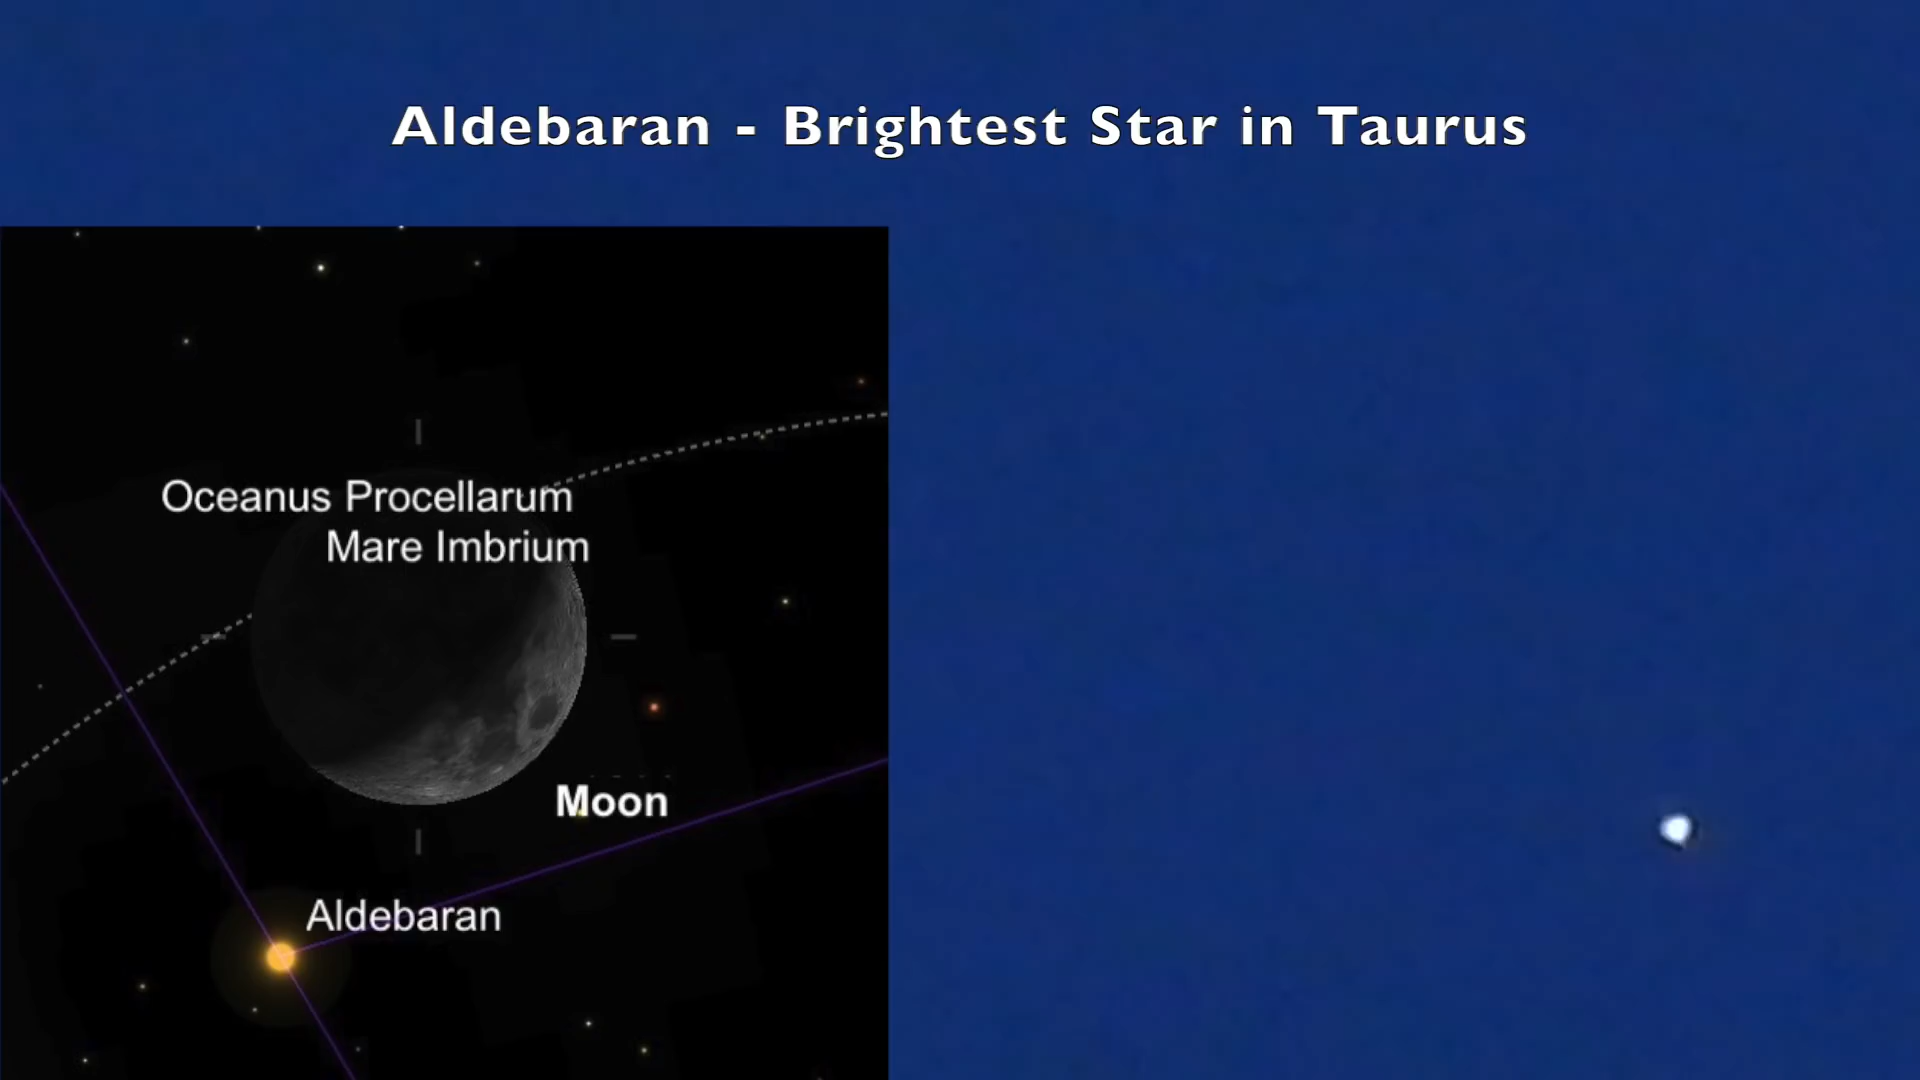 Aldebaran - Brightest Star in Taurus
Oceanus Procellarum
Mare Imbrium
Moon
Aldebaran